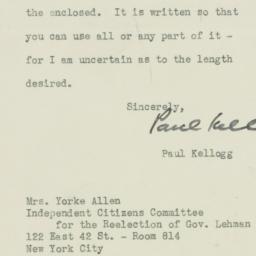 the enclosed. It is written so that
you can use all or any part of it -
for I am uncertain as to the length
desired.
Sincerely,
Paul Kell
Paul Kellogg
Mrs. Yorke Allen
Independent Citizens Committee
for the Reelection of Gov. Lehman
122 East 42 St. - Room 814
New York City